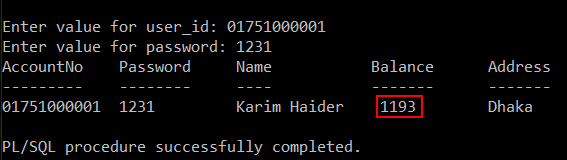 Enter value for user_id: 01751000001
Enter value for password: 1231
AccountNo Password Name Balance Address
--------- -------- ---- ------- -------
01751000001 1231 Karim Haider 1193 Dhaka
PL/SQL procedure successfully completed.